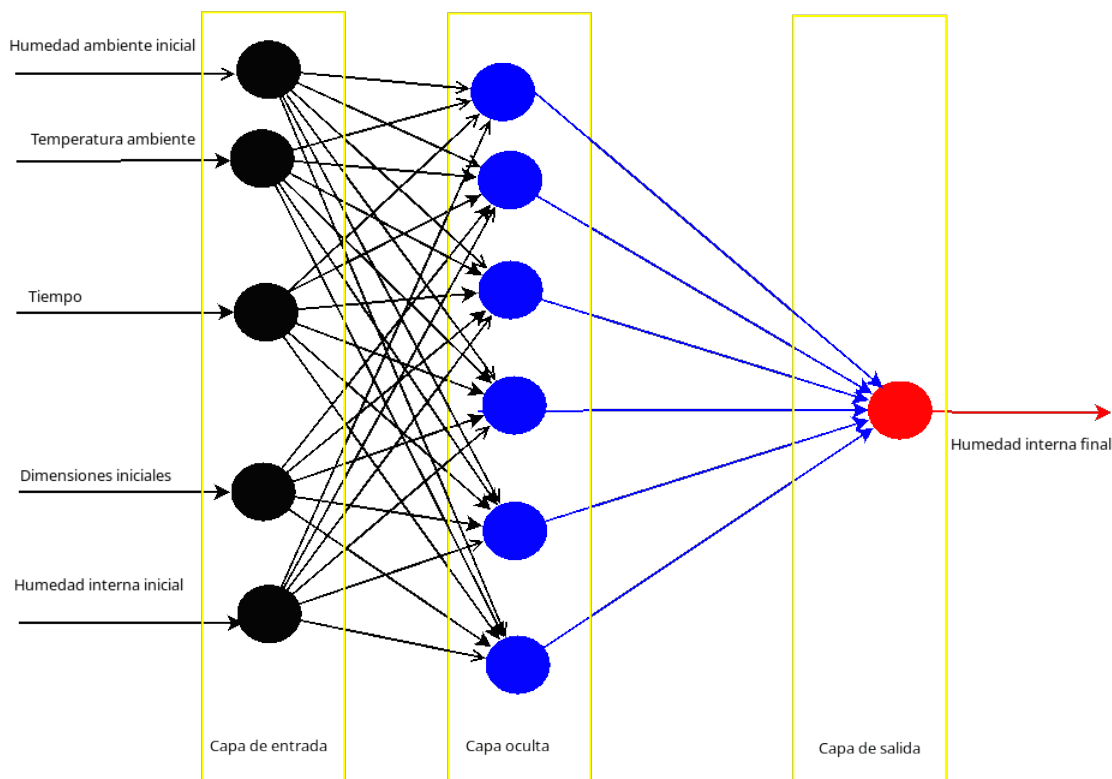 Humedad ambiente inicial
Temperatura ambiente
Tiempo
Dimensiones iniciales
Humedad interna inicial
Humedad interna final
Capa de entrada
Capa oculta
Capa de salida